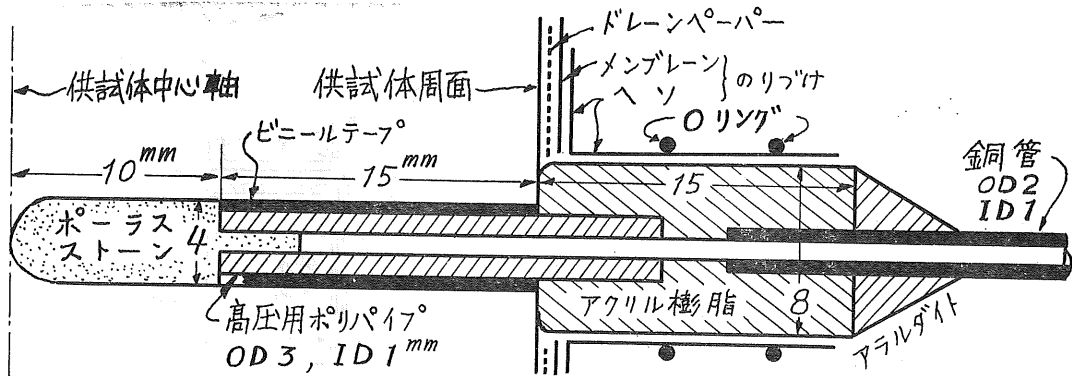 ドレーンペーパー
メンブレーン
ヘソ
のりづけ
Oリング
供試体中心軸
供試体周面
ビニールテープ
10mm
15mm
15
銅管
OD2
ID1
ポーラス
ストーン
4
8
高圧用ポリパイプ
OD3, ID1mm
アクリル樹脂
アラルダイト